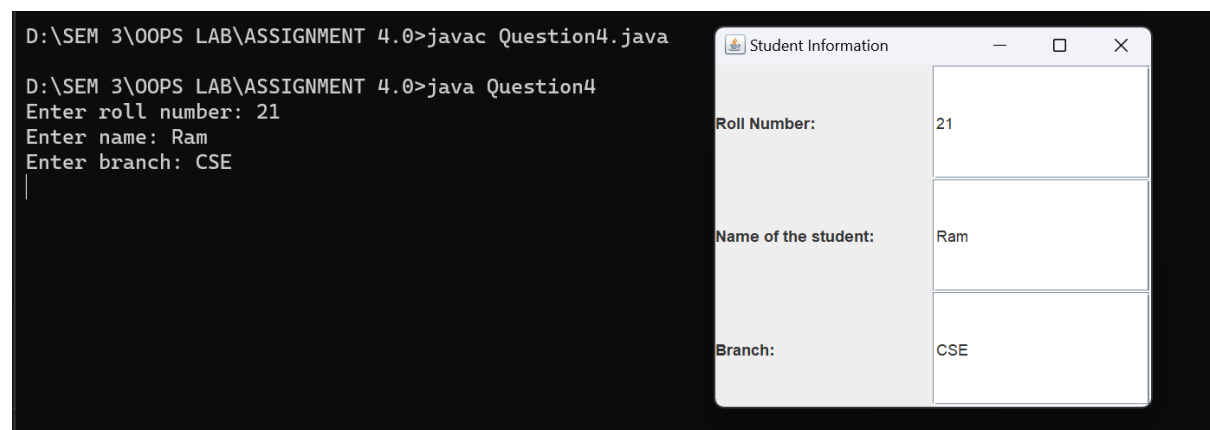 D:\SEM 3\OOPS LAB\ASSIGNMENT 4.0>javac Question4.java
D:\SEM 3\OOPS LAB\ASSIGNMENT 4.0>java Question4
Enter roll number: 21
Enter name: Ram
Enter branch: CSE
Student Information
Roll Number: 21
Name of the student: Ram
Branch: CSE